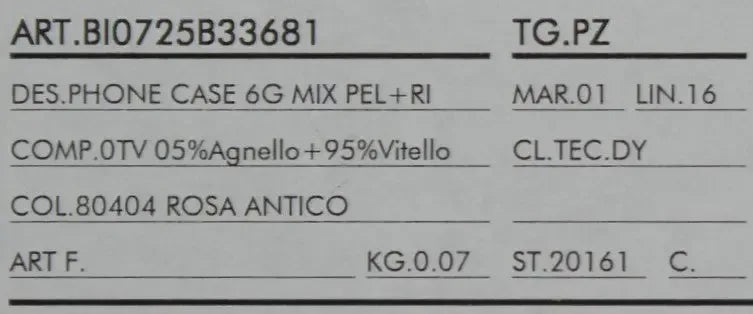 ART.BI0725B33681 TG.PZ
DES.PHONE CASE 6G MIX PEL+RI MAR.01 LIN.16
COMP.0TV 05%Agnello+95%Vitello CL.TEC.DY
COL.80404 ROSA ANTICO
ART F. KG.0.07 ST.20161 C.